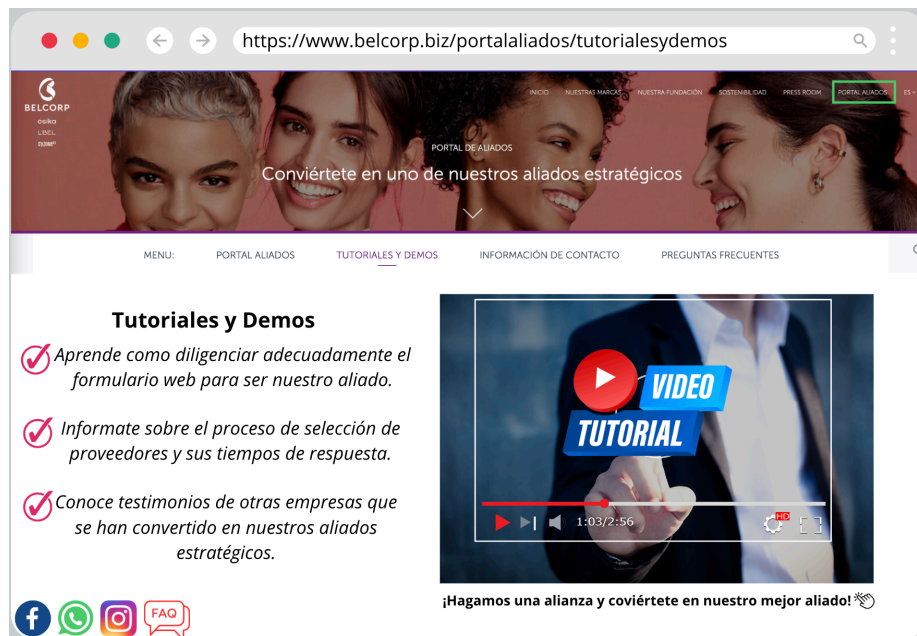 https://www.belcorp.biz/portalaliados/tutorialesydemos
BELCORP
ésika
L'BEL
INICIO
NUESTRAS MARCAS
NUESTRA FUNDACIÓN
SOSTENIBILIDAD
PRESS ROOM
PORTAL ALIADOS
ES
PORTAL DE ALIADOS
Conviértete en uno de nuestros aliados estratégicos
MENU:
PORTAL ALIADOS
TUTORIALES Y DEMOS
INFORMACIÓN DE CONTACTO
PREGUNTAS FRECUENTES
Tutoriales y Demos
Aprende como diligenciar adecuadamente el
formulario web para ser nuestro aliado.
Informate sobre el proceso de selección de
proveedores y sus tiempos de respuesta.
Conoce testimonios de otras empresas que
se han convertido en nuestros aliados
estratégicos.
VIDEO
TUTORIAL
1:03/2:56
HD
¡Hagamos una alianza y coviértete en nuestro mejor aliado!
FAQ